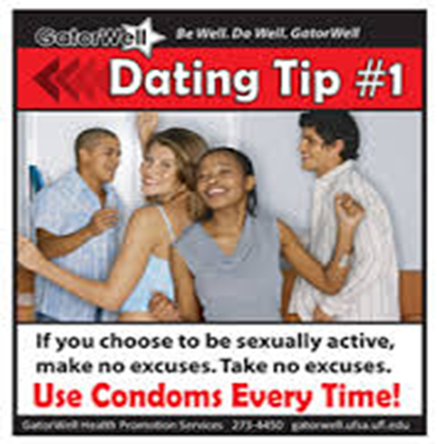 GatorWell Be Well. Do Well. GatorWell
Dating Tip #1
If you choose to be sexually active,
make no excuses. Take no excuses.
Use Condoms Every Time!
GatorWell Health Promotion Services 273-4450 gatorwell.ufsa.ufl.edu